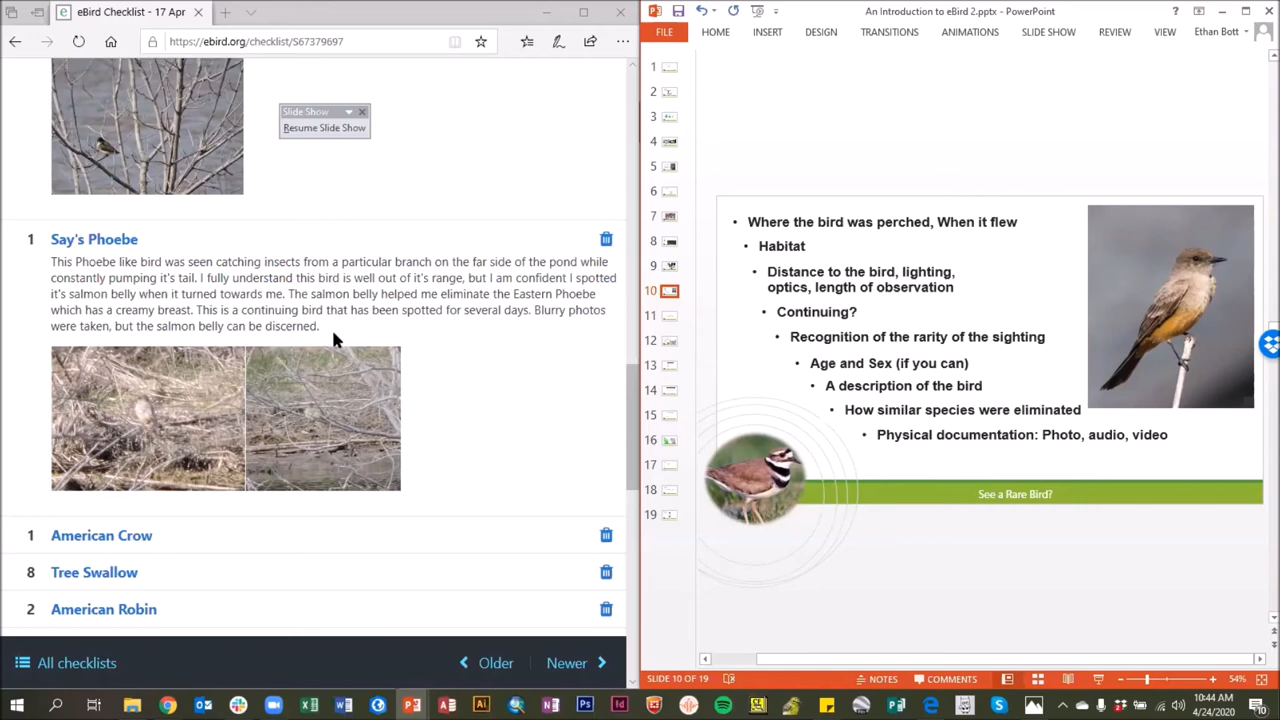 eBird Checklist - 17 Apr
https://ebird.org/checklist/S67379697
Slide Show
Resume Slide Show
1 Say's Phoebe
This Phoebe like bird was seen catching insects from a particular branch on the far side of the pond while
constantly pumping it's tail. I fully understand this bird is well out of it's range, but I am confident I spotted
it's salmon belly when it turned towards me. The salmon belly helped me eliminate the Eastern Phoebe
which has a creamy breast. This is a continuing bird that has been spotted for several days. Blurry photos
were taken, but the salmon belly can be discerned.
1 American Crow
8 Tree Swallow
2 American Robin
All checklists
Older
Newer
An Introduction to eBird 2.pptx - PowerPoint
FILE HOME INSERT DESIGN TRANSITIONS ANIMATIONS SLIDE SHOW REVIEW VIEW Ethan Bott
1
2
3
4
5
6
7
8
9
10
11
12
13
14
15
16
17
18
19
• Where the bird was perched, When it flew
• Habitat
• Distance to the bird, lighting,
optics, length of observation
• Continuing?
• Recognition of the rarity of the sighting
• Age and Sex (if you can)
• A description of the bird
• How similar species were eliminated
• Physical documentation: Photo, audio, video
See a Rare Bird?
SLIDE 10 OF 19 NOTES COMMENTS 54%
10:44 AM
4/24/2020